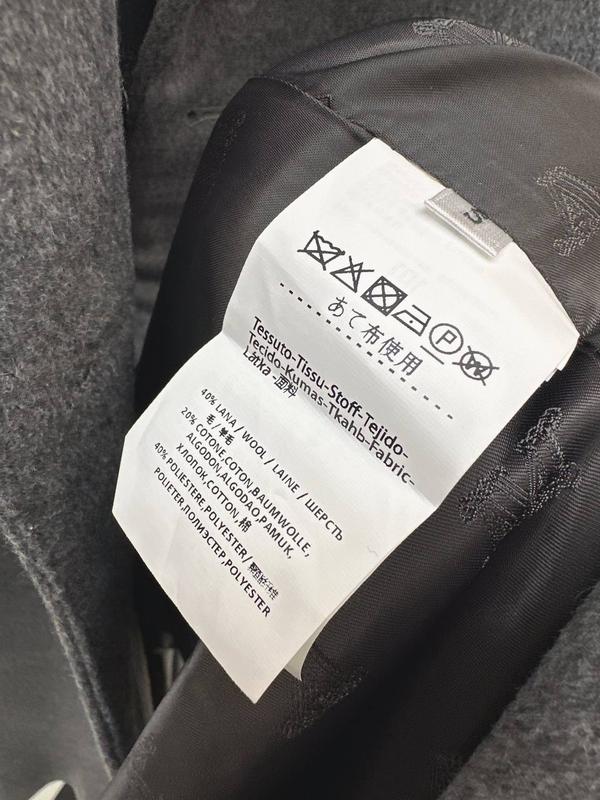 S
P
W
あて布使用
Tessuto-Tissu-Stoff-Tejido-
Tecido-Kumas-Tkahb-Fabric-
Látka-面料
40% LANA / WOOL / LAINE / ШЕРСТЬ
毛/羊毛
20% COTONE,COTON,BAUMWOLLE,
ALGODON,ALGODAO,PAMUK,
ХЛОПОК,COTTON,棉
40% POLIESTERE,POLYESTER/
POLIETER,ПОЛИЭСТЕР,POLYESTER